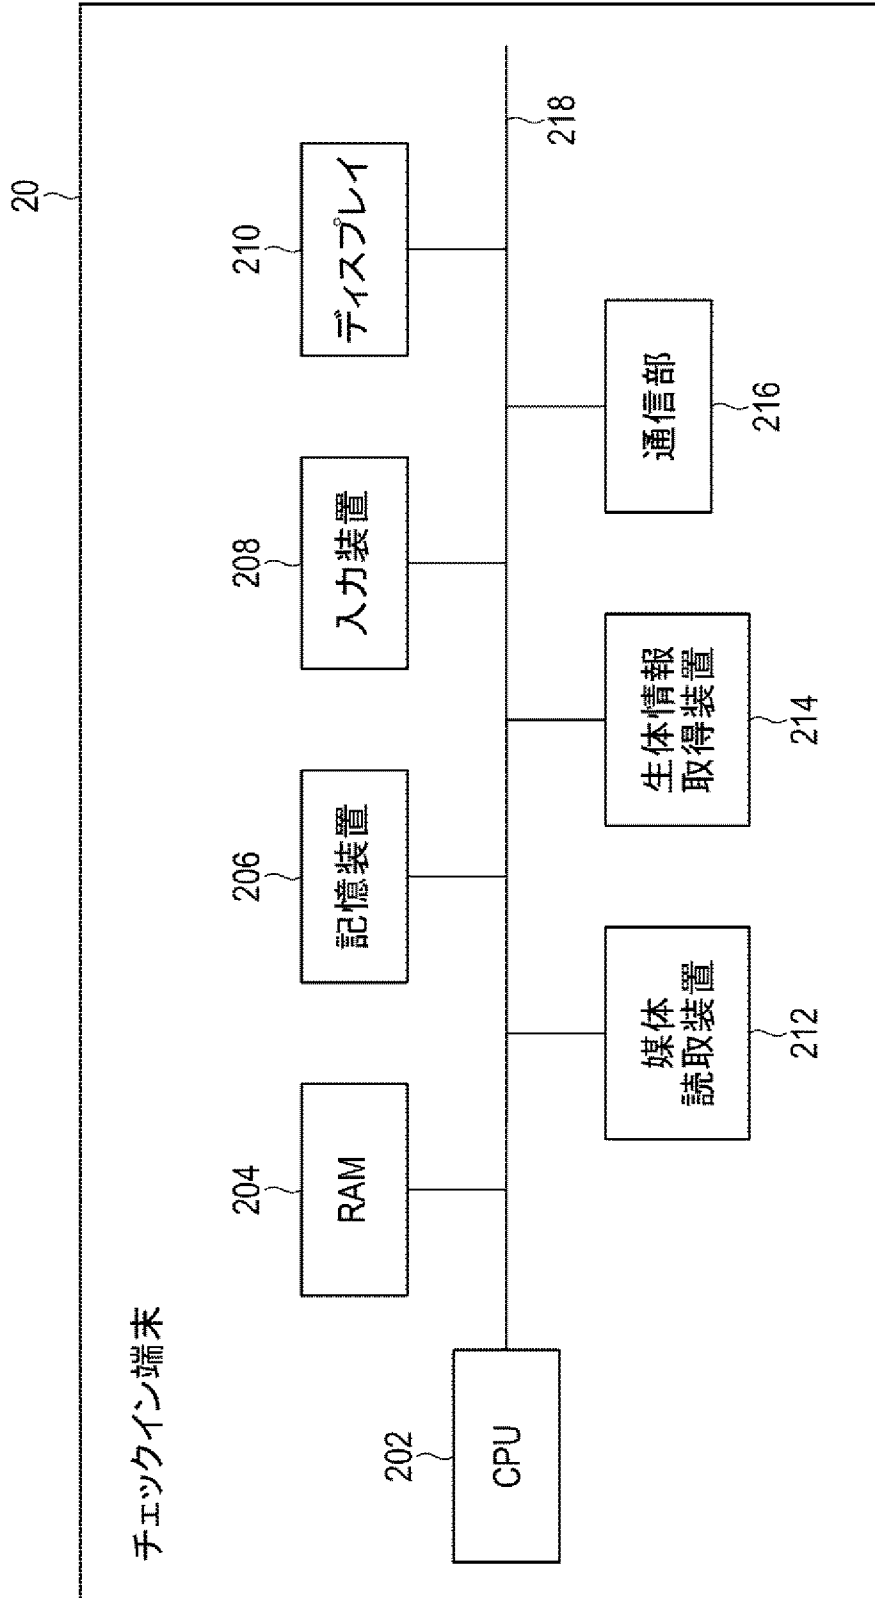 20
チェックイン端末
202
CPU
204
RAM
206
記憶装置
208
入力装置
210
ディスプレイ
218
媒体
読取装置
212
生体情報
取得装置
214
通信部
216